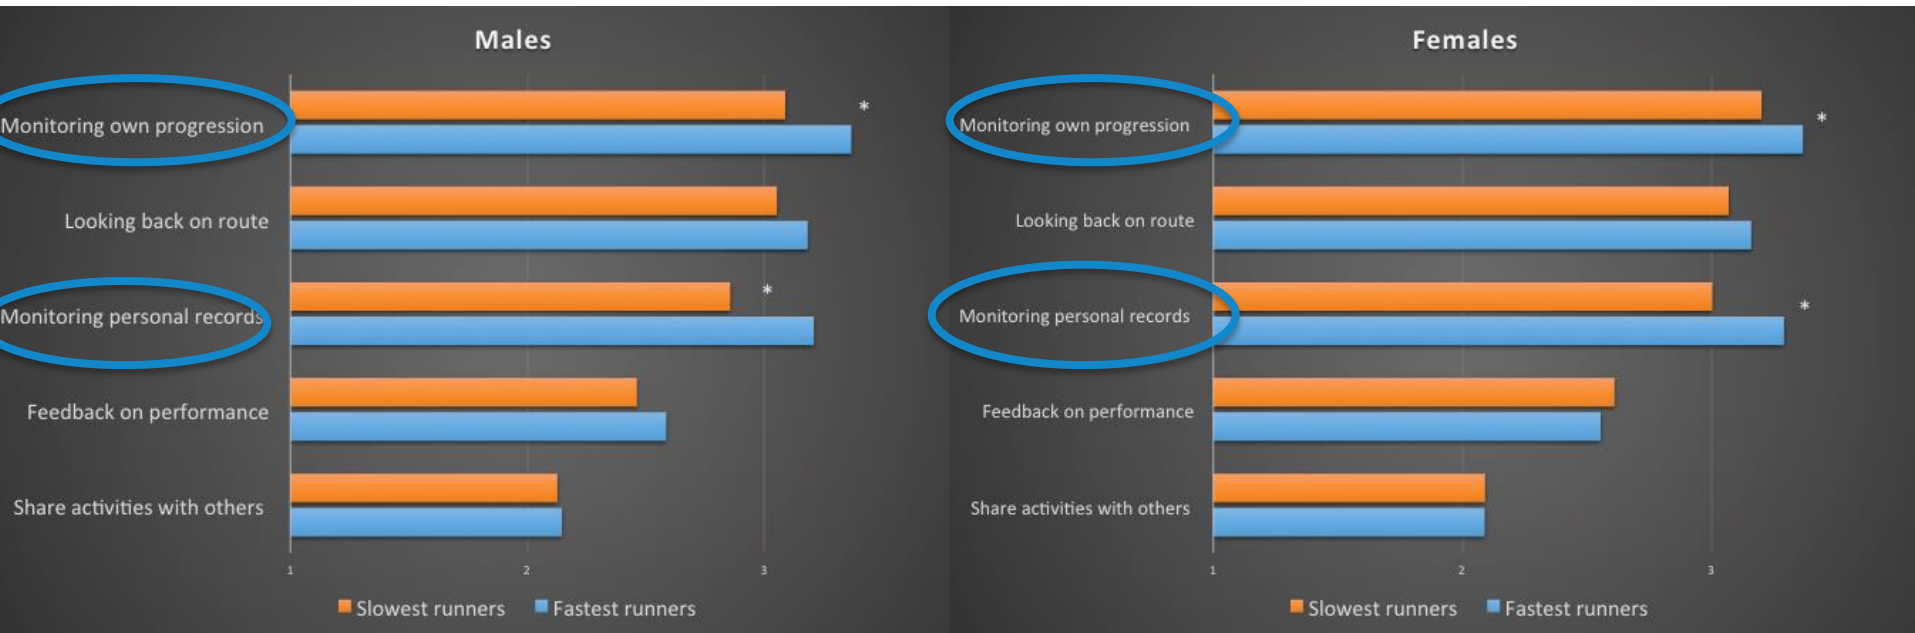 Males
*
Monitoring own progression
Looking back on route
*
Monitoring personal records
Feedback on performance
Share activities with others
1 2 3
Slowest runners Fastest runners
Females
*
Monitoring own progression
Looking back on route
*
Monitoring personal records
Feedback on performance
Share activities with others
1 2 3
Slowest runners Fastest runners